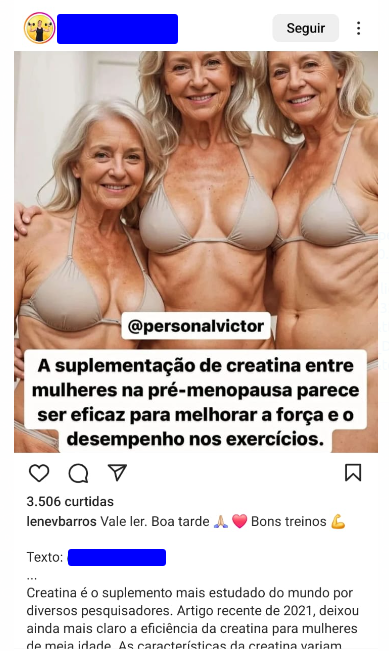 Seguir
@personalvictor
A suplementação de creatina entre
mulheres na pré-menopausa parece
ser eficaz para melhorar a força e o
desempenho nos exercícios.
3.506 curtidas
lenevbarros Vale ler. Boa tarde 🙏🏼 ❤️ Bons treinos 💪
Texto:
...
Creatina é o suplemento mais estudado do mundo por
diversos pesquisadores. Artigo recente de 2021, deixou
ainda mais claro a eficiência da creatina para mulheres
de meia idade. As características da creatina variam